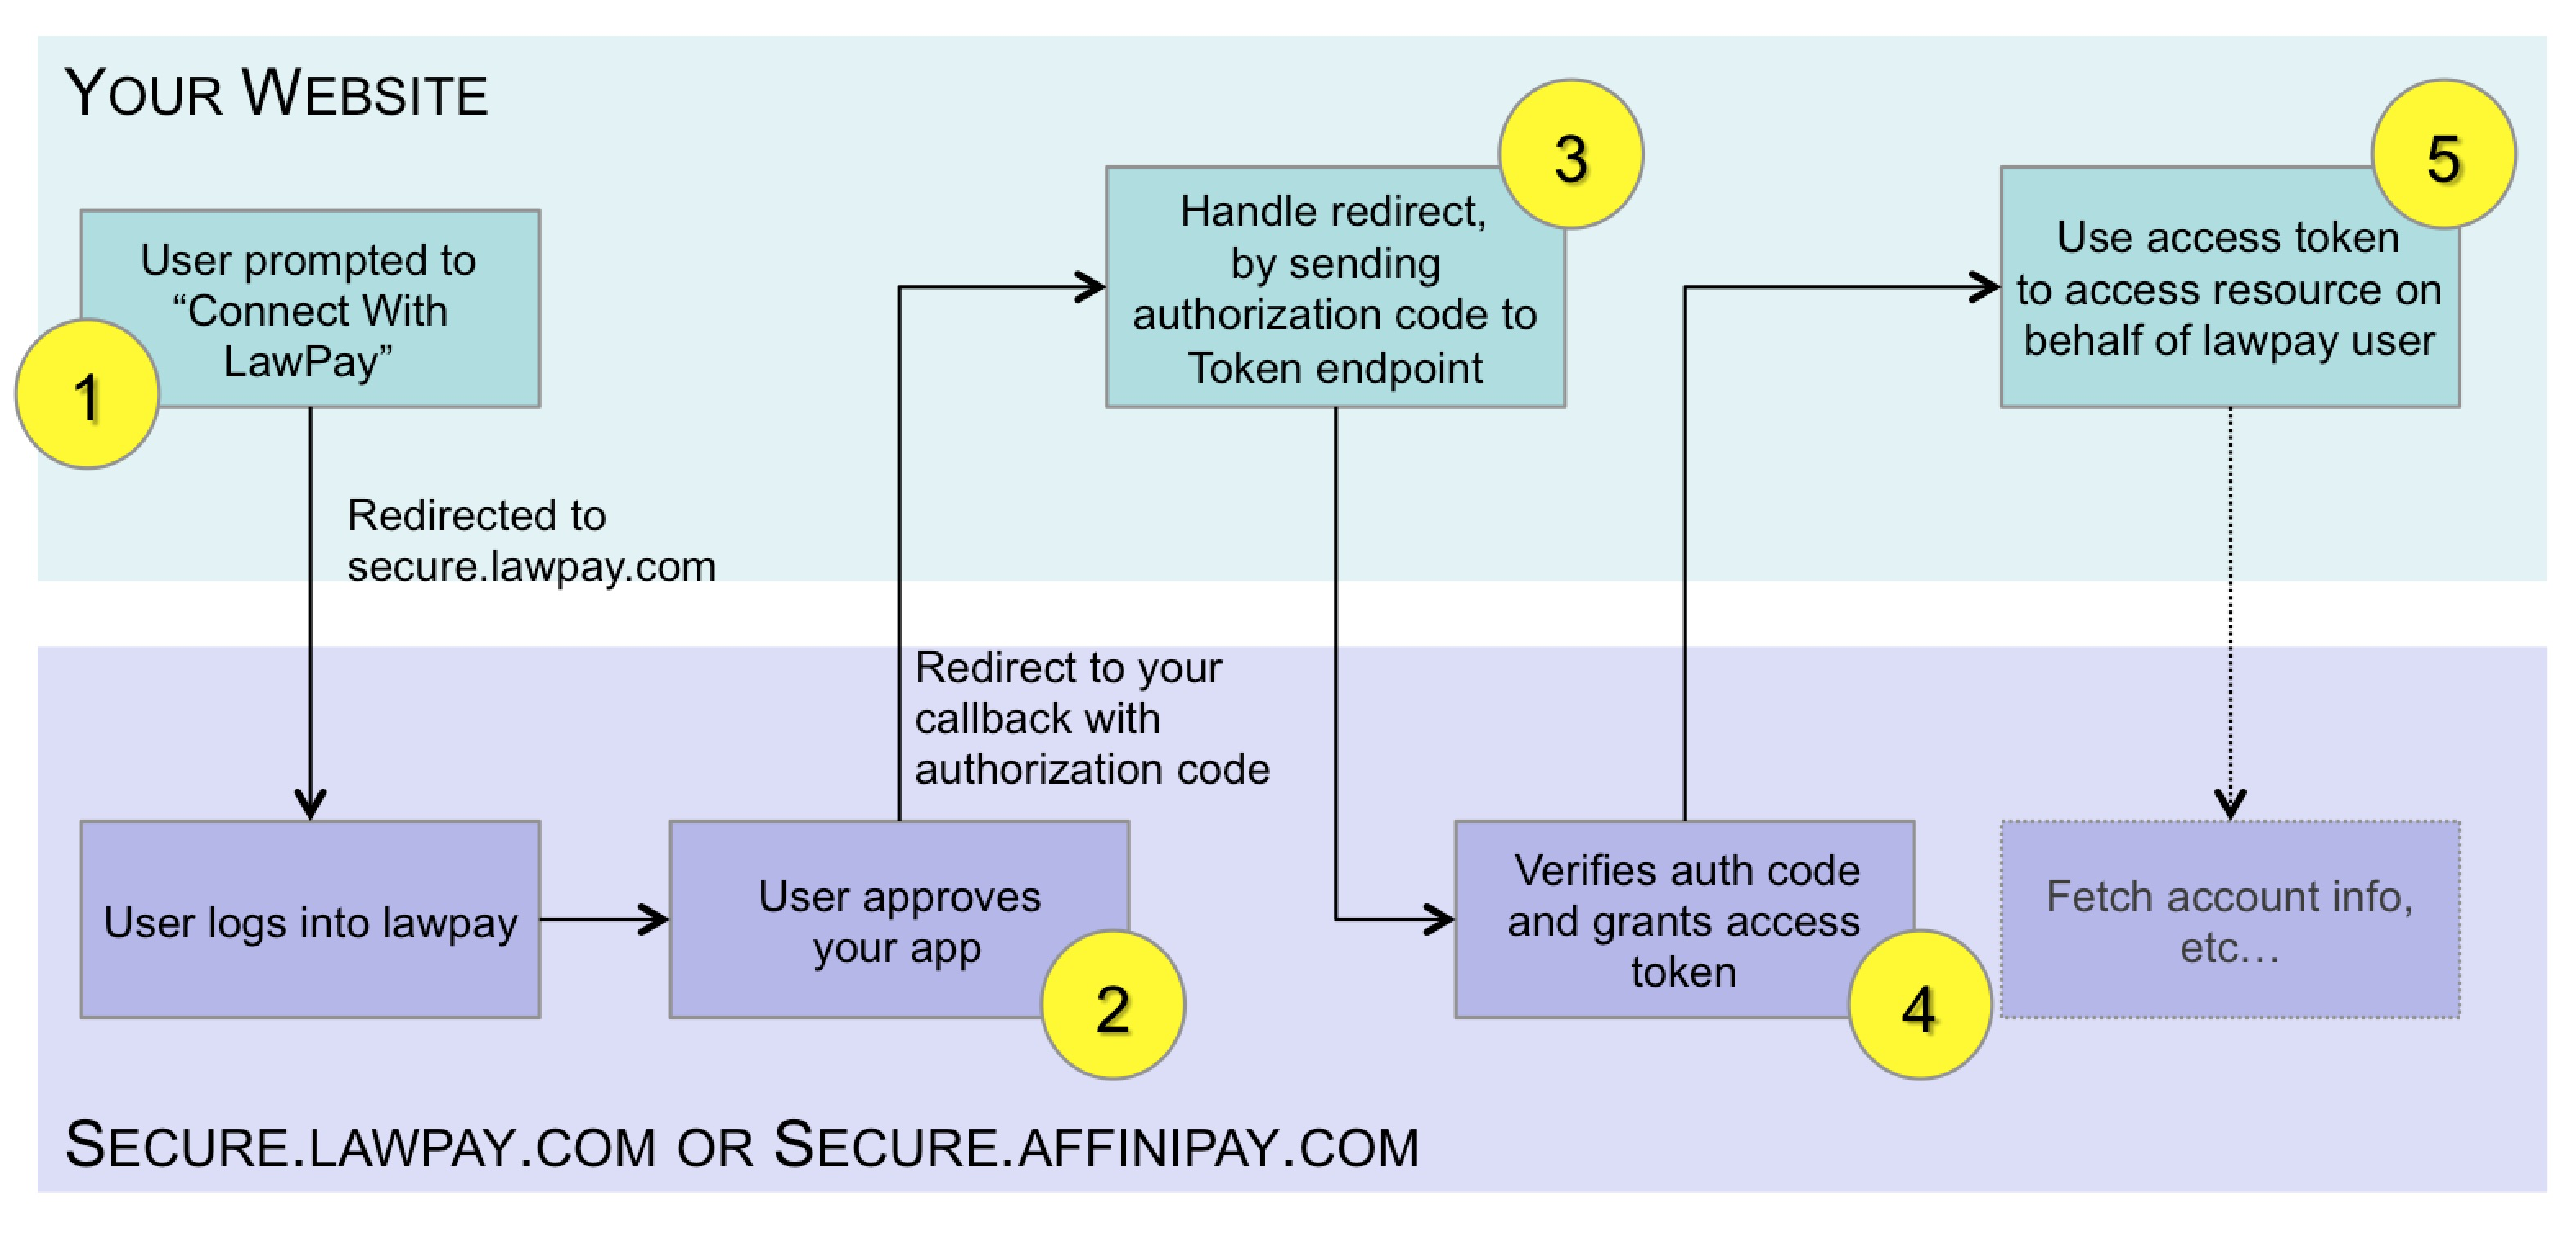 YOUR WEBSITE
User prompted to
“Connect With
LawPay”
1
Redirected to
secure.lawpay.com
User logs into lawpay
User approves
your app
2
Redirect to your
callback with
authorization code
Handle redirect,
by sending
authorization code to
Token endpoint
3
Verifies auth code
and grants access
token
4
Use access token
to access resource on
behalf of lawpay user
5
Fetch account info,
etc…
SECURE.LAWPAY.COM OR SECURE.AFFINIPAY.COM